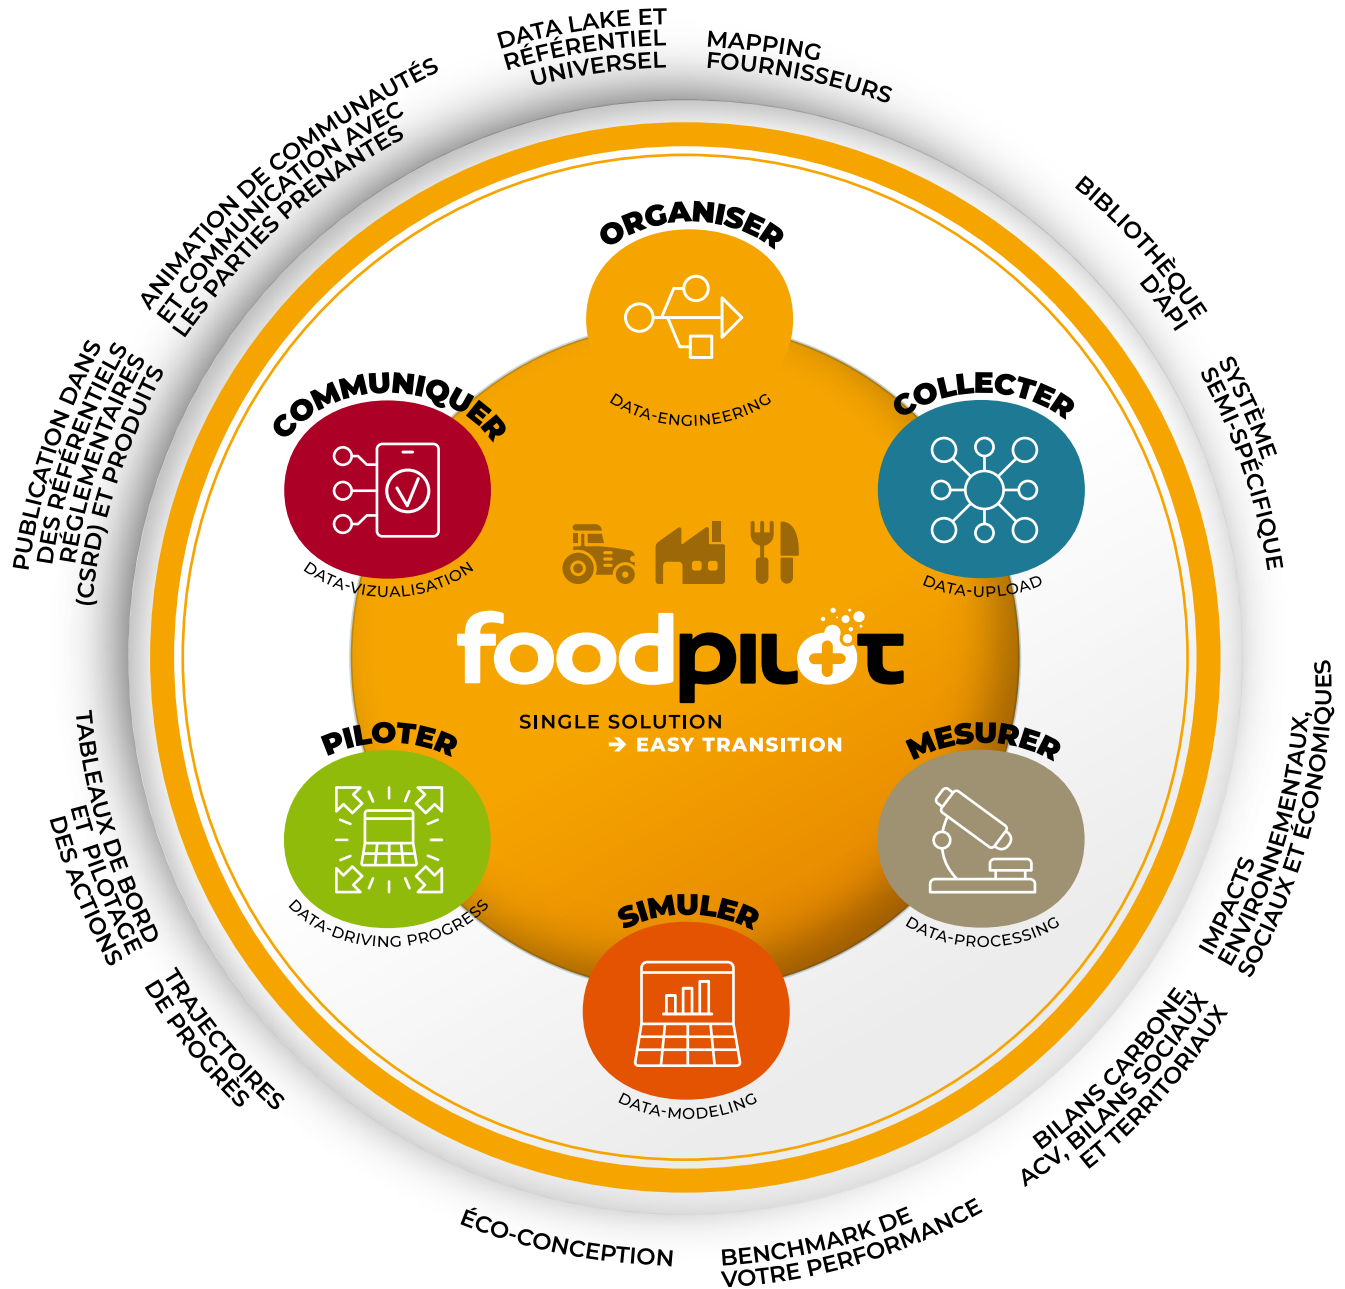 DATA LAKE ET
RÉFÉRENTIEL
UNIVERSEL
MAPPING
FOURNISSEURS
BIBLIOTHÈQUE
D'API
SYSTÈME
SEMI-SPÉCIFIQUE
IMPACTS
ENVIRONNEMENTAUX,
SOCIAUX ET ÉCONOMIQUES
BILANS CARBONE,
ACV, BILANS SOCIAUX
ET TERRITORIAUX
BENCHMARK DE
VOTRE PERFORMANCE
ÉCO-CONCEPTION
TRAJECTOIRES
DE PROGRÈS
TABLEAUX DE BORD
ET PILOTAGE
DES ACTIONS
PUBLICATION DANS
DES RÉFÉRENTIELS
RÉGLEMENTAIRES
(CSRD) ET PRODUITS
ANIMATION DE COMMUNAUTÉS
ET COMMUNICATION AVEC
LES PARTIES PRENANTES
ORGANISER
DATA-ENGINEERING
COLLECTER
DATA-UPLOAD
MESURER
DATA-PROCESSING
SIMULER
DATA-MODELING
PILOTER
DATA-DRIVING PROGRESS
COMMUNIQUER
DATA-VIZUALISATION
foodpilot
SINGLE SOLUTION
→ EASY TRANSITION